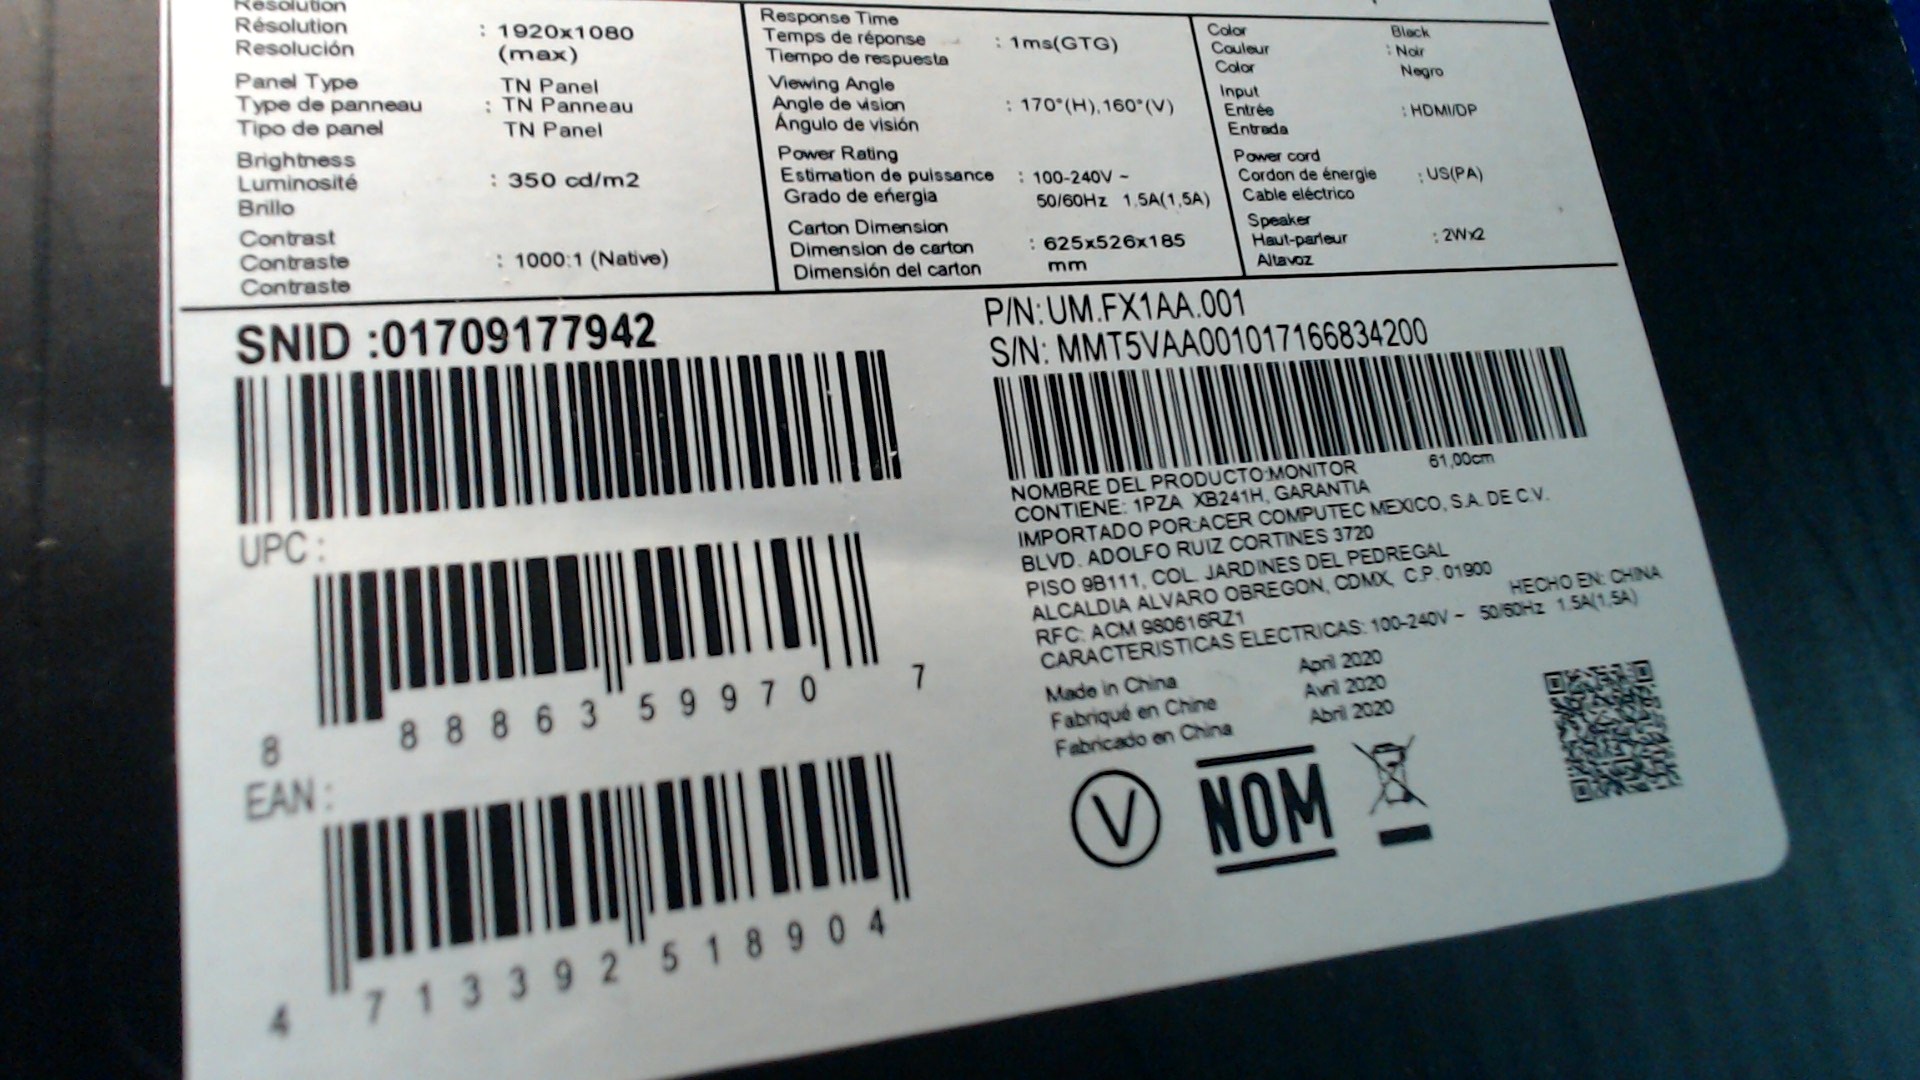 Resolution
Résolution : 1920x1080
Resolución (max)
Panel Type TN Panel
Type de panneau : TN Panneau
Tipo de panel TN Panel
Brightness
Luminosité : 350 cd/m2
Brillo
Contrast
Contraste : 1000:1 (Native)
Contraste
Response Time
Temps de réponse : 1ms(GTG)
Tiempo de respuesta
Viewing Angle
Angle de vision : 170°(H),160°(V)
Ángulo de visión
Power Rating
Estimation de puissance : 100-240V ~
Grado de energia 50/60Hz 1,5A(1,5A)
Carton Dimension
Dimension de carton : 625x526x185
Dimensión del carton mm
Color Black
Couleur : Noir
Color Negro
Input
Entrée : HDMI/DP
Entrada
Power cord
Cordon de énergie : US(PA)
Cable eléctrico
Speaker
Haut-parleur : 2Wx2
Altavoz
SNID :01709177942
UPC :
8 88863 59970 7
EAN :
4 713392 518904
P/N: UM.FX1AA.001
S/N: MMT5VAA001017166834200
NOMBRE DEL PRODUCTO:MONITOR 61,00cm
CONTIENE: 1PZA XB241H, GARANTIA
IMPORTADO POR:ACER COMPUTEC MEXICO, S.A. DE C.V.
BLVD. ADOLFO RUIZ CORTINES 3720
PISO 9B111, COL. JARDINES DEL PEDREGAL
ALCALDIA ALVARO OBREGON, CDMX, C.P. 01900
RFC: ACM 980616RZ1 HECHO EN: CHINA
CARACTERISTICAS ELECTRICAS: 100-240V ~ 50/60Hz 1.5A(1,5A)
Made in China April 2020
Fabriqué en Chine Avril 2020
Fabricado en China Abril 2020
V
NOM